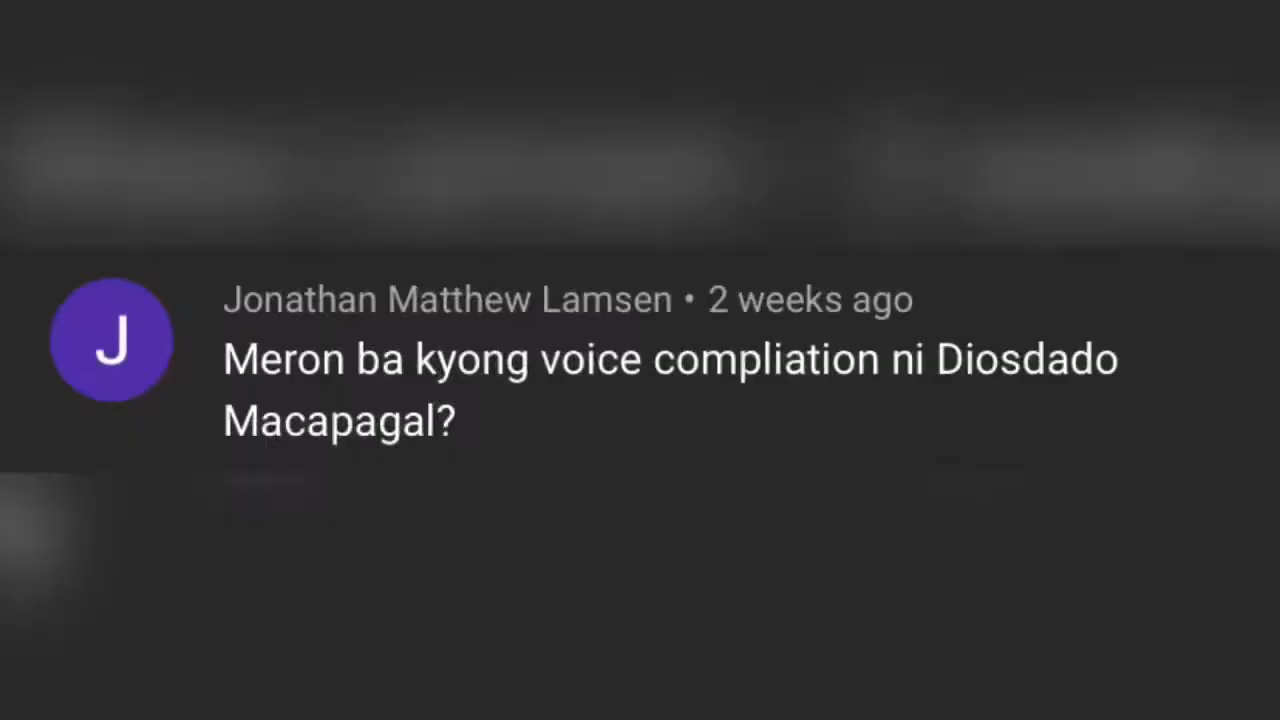 J
Jonathan Matthew Lamsen • 2 weeks ago
Meron ba kyong voice compliation ni Diosdado
Macapagal?